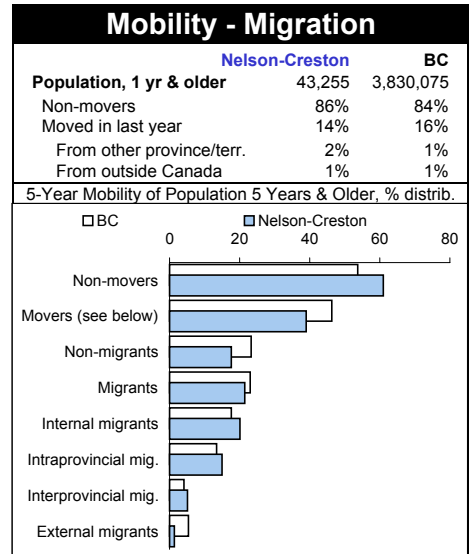 Mobility - Migration
Nelson-Creston BC
Population, 1 yr & older 43,255 3,830,075
Non-movers 86% 84%
Moved in last year 14% 16%
From other province/terr. 2% 1%
From outside Canada 1% 1%
5-Year Mobility of Population 5 Years & Older, % distrib.
BC Nelson-Creston
0 20 40 60 80
Non-movers
Movers (see below)
Non-migrants
Migrants
Internal migrants
Intraprovincial mig.
Interprovincial mig.
External migrants